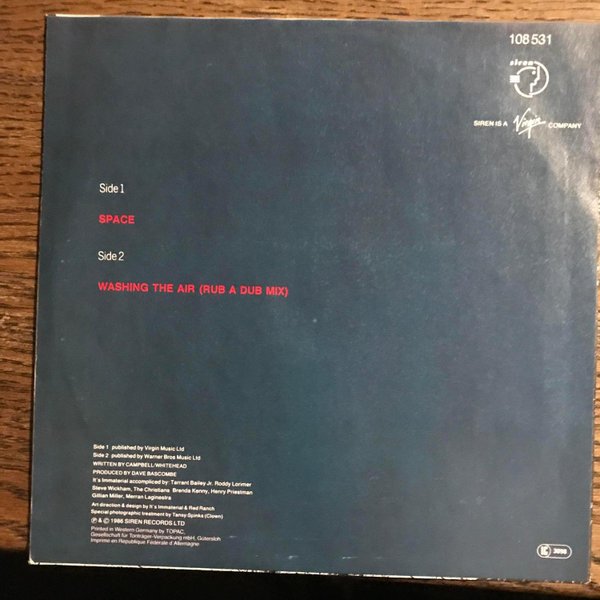 108 531
siren
SIREN IS A Virgin COMPANY
Side 1
SPACE
Side 2
WASHING THE AIR (RUB A DUB MIX)
Side 1 published by Virgin Music Ltd
Side 2 published by Warner Bros Music Ltd
WRITTEN BY CAMPBELL/WHITEHEAD
PRODUCED BY DAVE BASCOMBE
It's Immaterial accompliced by: Tarrant Bailey Jr. Roddy Lorimer
Steve Wickham, The Christians Brenda Kenny, Henry Priestman
Gillian Miller, Merran Laginestra
Art direction & design by It's Immaterial & Red Ranch
Special photographic treatment by Tansy Spinks (Clown)
℗ & © 1986 SIREN RECORDS LTD
Printed in Western-Germany by TOPAC,
Gesellschaft für Tonträger-Verpackung mbH, Gütersloh
Imprimé en République Fédérale d'Allemagne
LC 3098